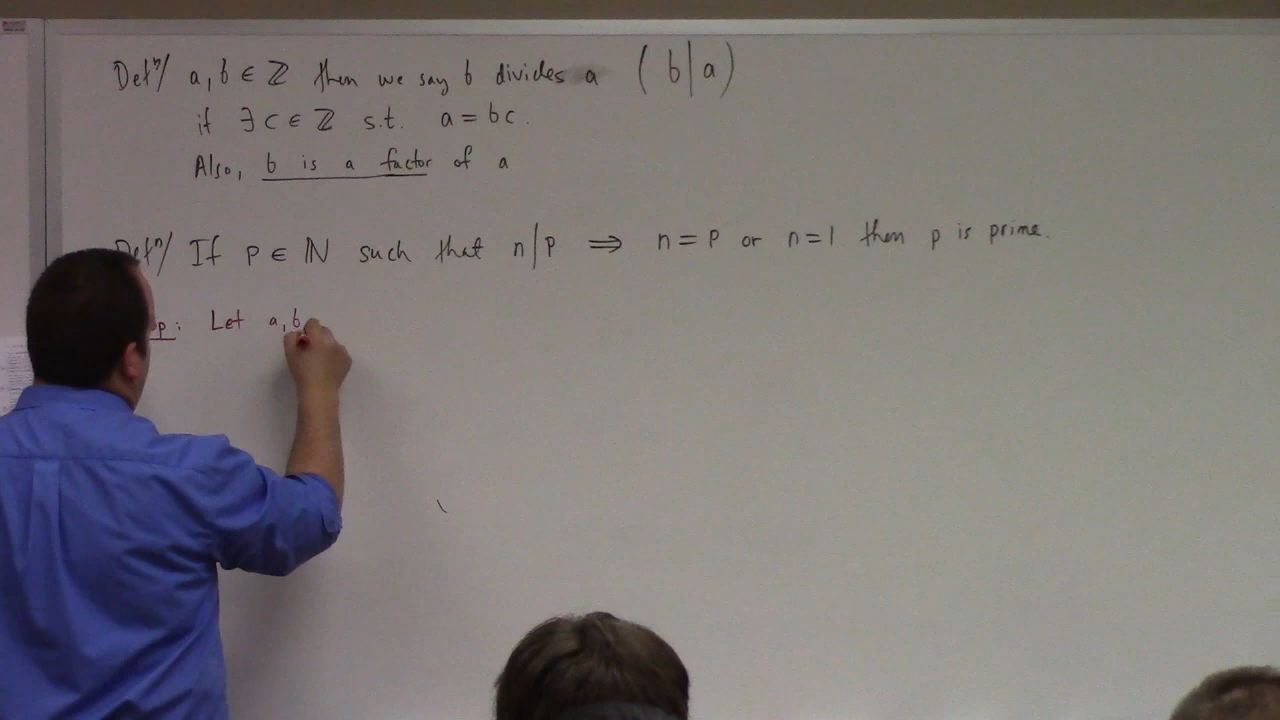 Defⁿ/ a, b ∈ ℤ then we say b divides a ( b | a )
if ∃ c ∈ ℤ s.t. a = bc.
Also, b is a factor of a
Defⁿ/ If p ∈ ℕ such that n | p ⟹ n = p or n = 1 then p is prime.
p: Let a, b,